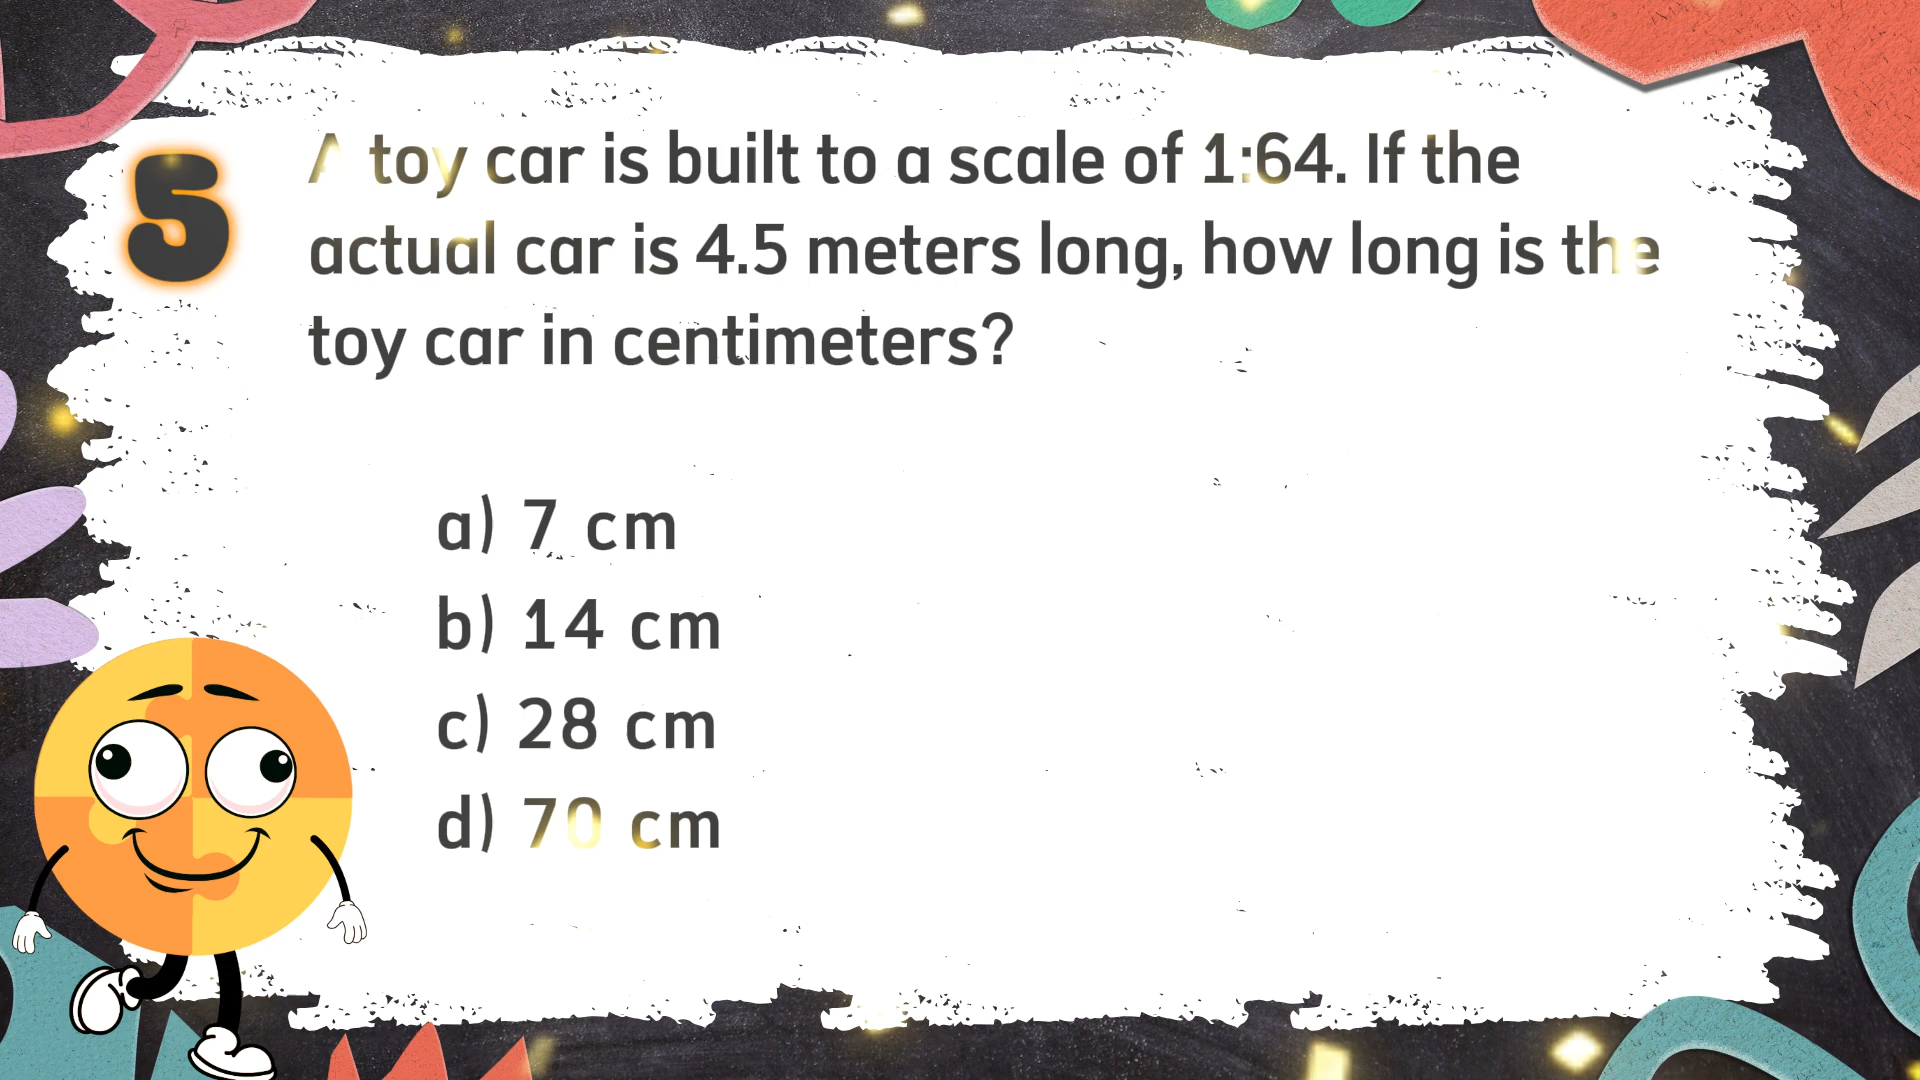 5
A toy car is built to a scale of 1:64. If the
actual car is 4.5 meters long, how long is the
toy car in centimeters?
a) 7 cm
b) 14 cm
c) 28 cm
d) 70 cm